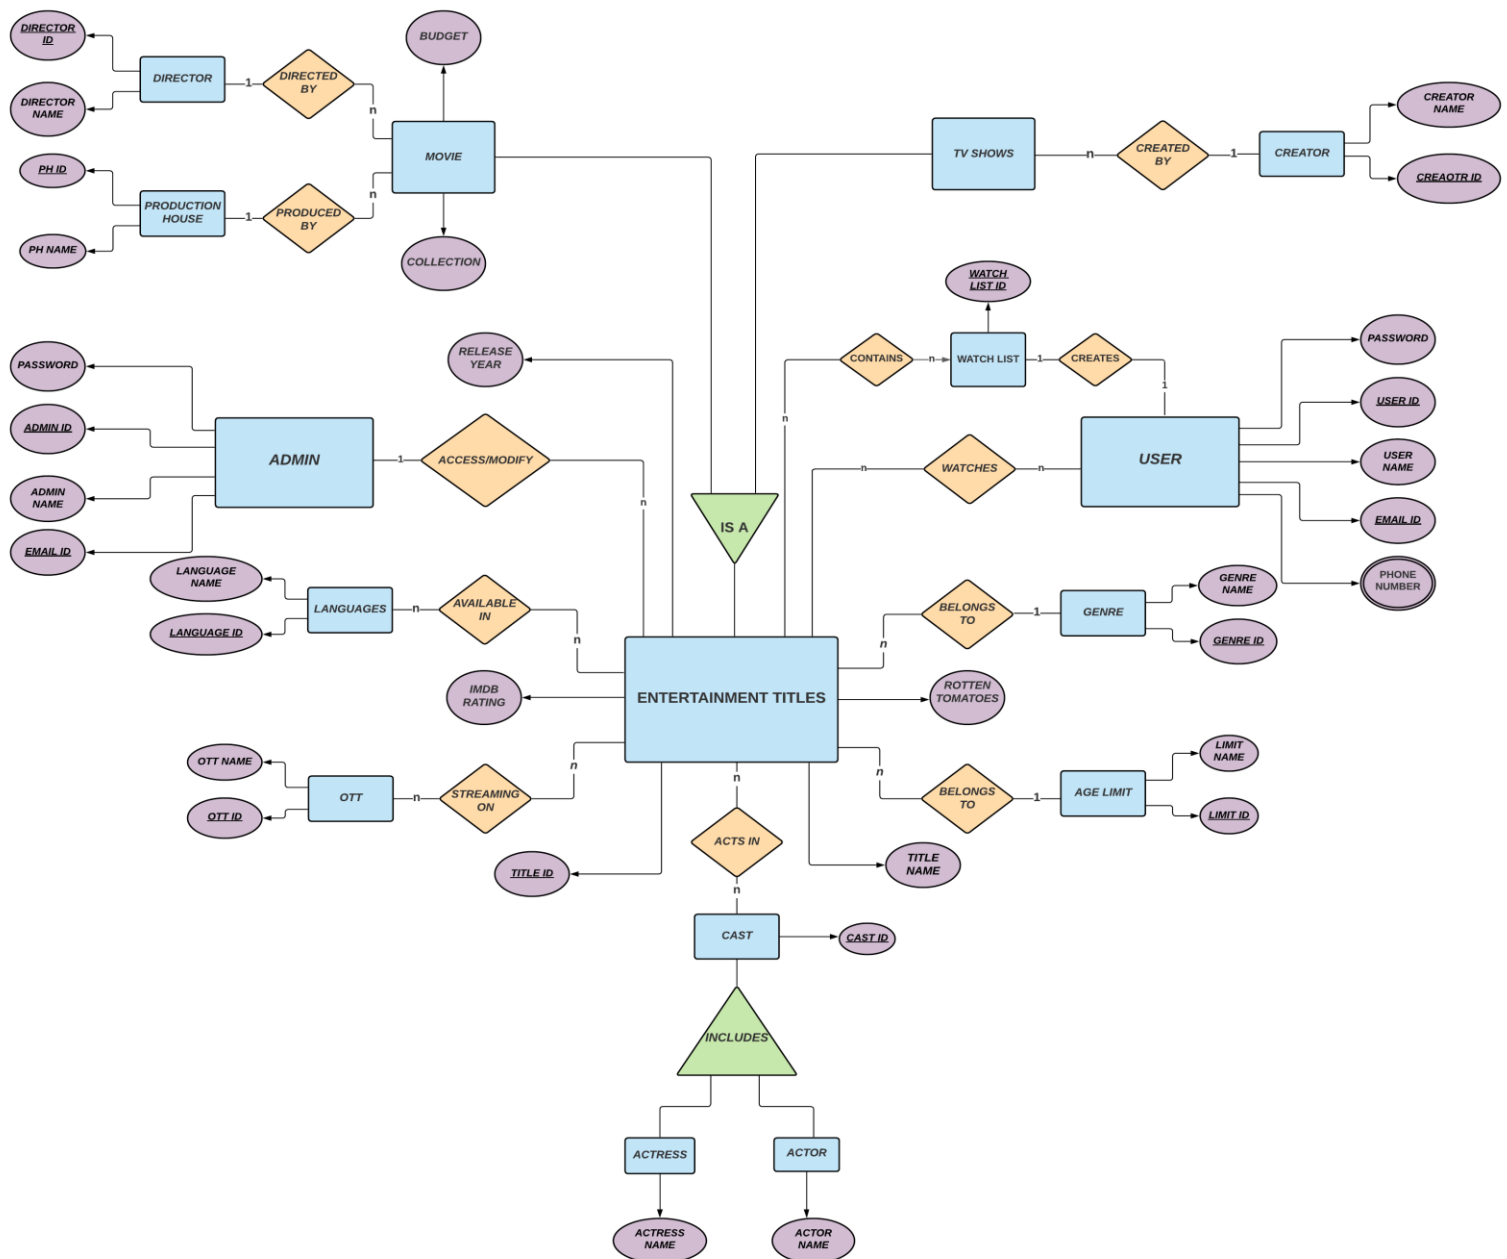 DIRECTOR
ID
DIRECTOR
NAME
DIRECTOR
1
DIRECTED
BY
n
BUDGET
MOVIE
COLLECTION
PH ID
PH NAME
PRODUCTION
HOUSE
1
PRODUCED
BY
n
TV SHOWS
n
CREATED
BY
1
CREATOR
CREATOR
NAME
CREAOTR ID
WATCH
LIST ID
CONTAINS
n
WATCH LIST
1
CREATES
1
n
RELEASE
YEAR
PASSWORD
ADMIN ID
ADMIN
NAME
EMAIL ID
ADMIN
1
ACCESS/MODIFY
n
IS A
n
WATCHES
n
USER
PASSWORD
USER ID
USER
NAME
EMAIL ID
PHONE
NUMBER
LANGUAGE
NAME
LANGUAGE ID
LANGUAGES
n
AVAILABLE
IN
n
BELONGS
TO
n
1
GENRE
GENRE
NAME
GENRE ID
IMDB
RATING
ENTERTAINMENT TITLES
ROTTEN
TOMATOES
OTT NAME
OTT ID
OTT
n
STREAMING
ON
n
n
BELONGS
TO
1
AGE LIMIT
LIMIT
NAME
LIMIT ID
n
ACTS IN
n
TITLE ID
TITLE
NAME
CAST
CAST ID
INCLUDES
ACTRESS
ACTOR
ACTRESS
NAME
ACTOR
NAME